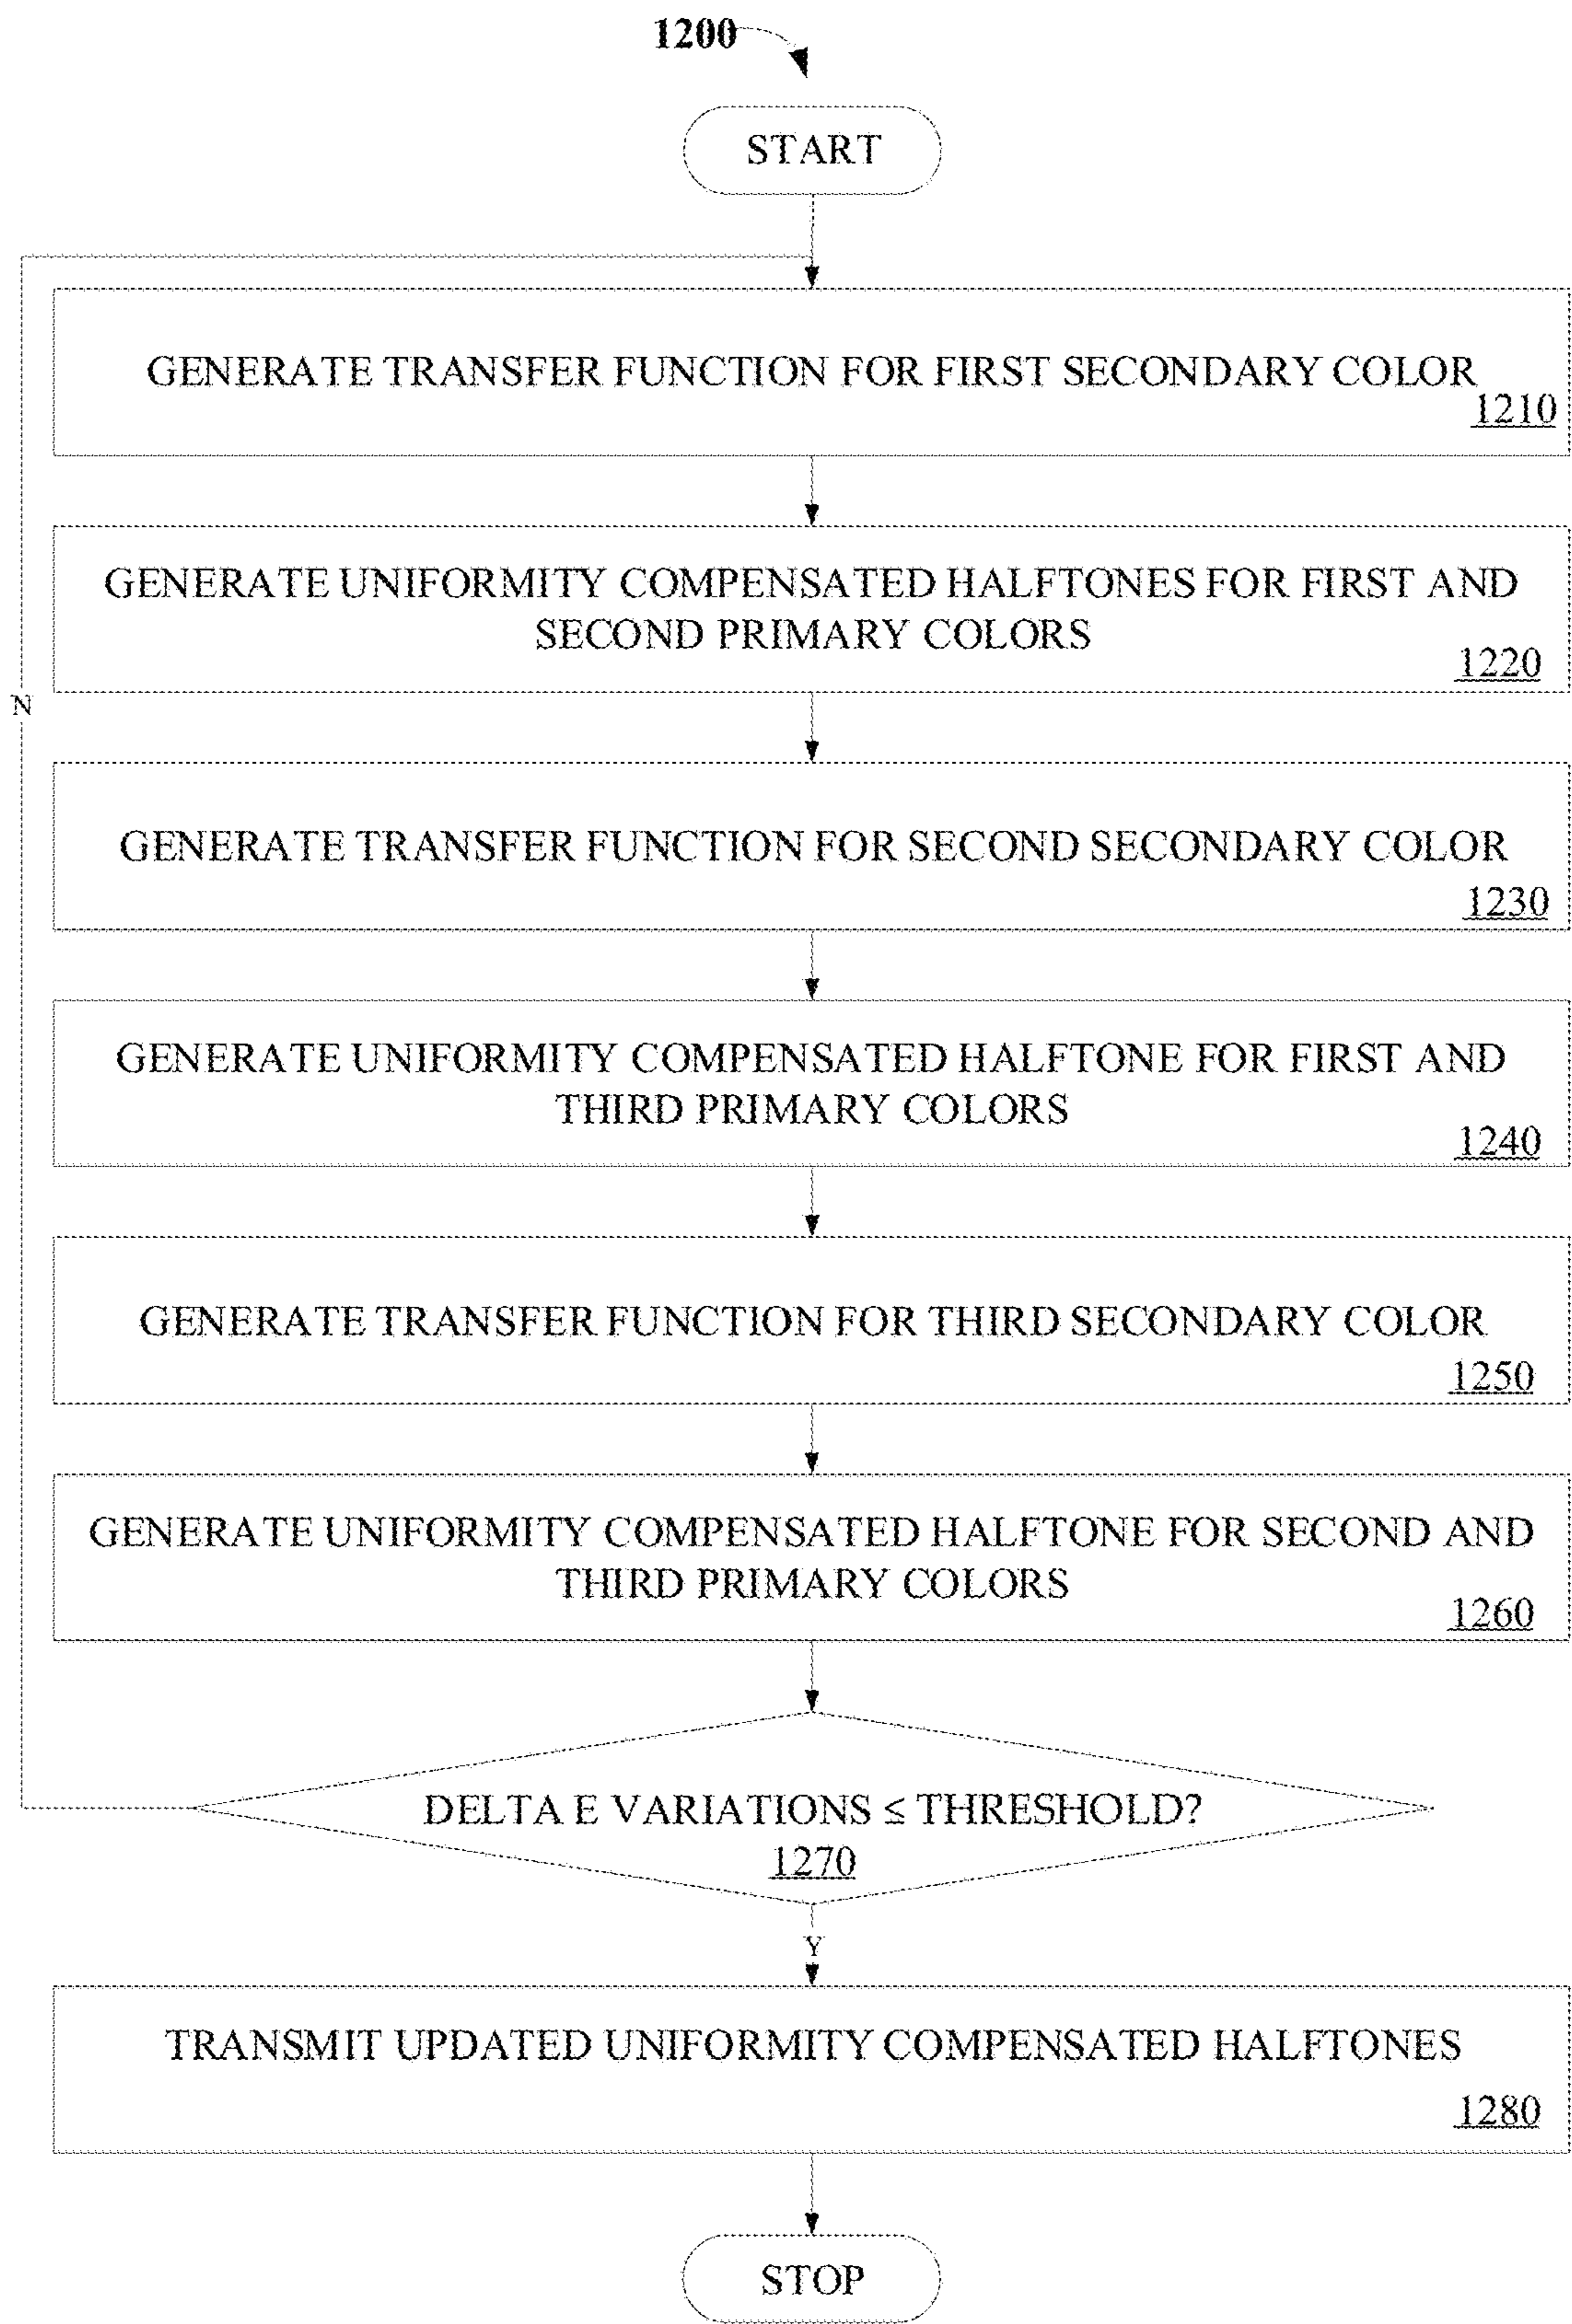 1200
START
GENERATE TRANSFER FUNCTION FOR FIRST SECONDARY COLOR
1210
GENERATE UNIFORMITY COMPENSATED HALFTONES FOR FIRST AND
SECOND PRIMARY COLORS
1220
N
GENERATE TRANSFER FUNCTION FOR SECOND SECONDARY COLOR
1230
GENERATE UNIFORMITY COMPENSATED HALFTONE FOR FIRST AND
THIRD PRIMARY COLORS
1240
GENERATE TRANSFER FUNCTION FOR THIRD SECONDARY COLOR
1250
GENERATE UNIFORMITY COMPENSATED HALFTONE FOR SECOND AND
THIRD PRIMARY COLORS
1260
DELTA E VARIATIONS ≤ THRESHOLD?
1270
Y
TRANSMIT UPDATED UNIFORMITY COMPENSATED HALFTONES
1280
STOP